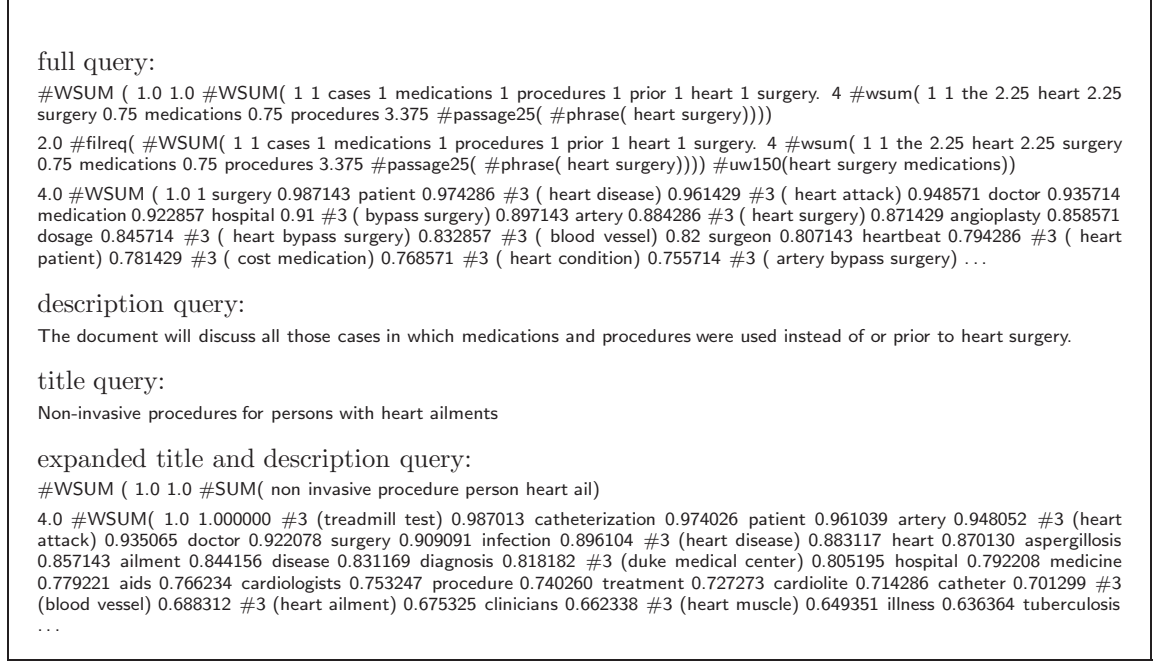 full query:
#WSUM ( 1.0 1.0 #WSUM( 1 1 cases 1 medications 1 procedures 1 prior 1 heart 1 surgery. 4 #wsum( 1 1 the 2.25 heart 2.25
surgery 0.75 medications 0.75 procedures 3.375 #passage25( #phrase( heart surgery))))
2.0 #filreq( #WSUM( 1 1 cases 1 medications 1 procedures 1 prior 1 heart 1 surgery. 4 #wsum( 1 1 the 2.25 heart 2.25 surgery
0.75 medications 0.75 procedures 3.375 #passage25( #phrase( heart surgery)))) #uw150(heart surgery medications))
4.0 #WSUM ( 1.0 1 surgery 0.987143 patient 0.974286 #3 ( heart disease) 0.961429 #3 ( heart attack) 0.948571 doctor 0.935714
medication 0.922857 hospital 0.91 #3 ( bypass surgery) 0.897143 artery 0.884286 #3 ( heart surgery) 0.871429 angioplasty 0.858571
dosage 0.845714 #3 ( heart bypass surgery) 0.832857 #3 ( blood vessel) 0.82 surgeon 0.807143 heartbeat 0.794286 #3 ( heart
patient) 0.781429 #3 ( cost medication) 0.768571 #3 ( heart condition) 0.755714 #3 ( artery bypass surgery) ...
description query:
The document will discuss all those cases in which medications and procedures were used instead of or prior to heart surgery.
title query:
Non-invasive procedures for persons with heart ailments
expanded title and description query:
#WSUM ( 1.0 1.0 #SUM( non invasive procedure person heart ail)
4.0 #WSUM( 1.0 1.000000 #3 (treadmill test) 0.987013 catheterization 0.974026 patient 0.961039 artery 0.948052 #3 (heart
attack) 0.935065 doctor 0.922078 surgery 0.909091 infection 0.896104 #3 (heart disease) 0.883117 heart 0.870130 aspergillosis
0.857143 ailment 0.844156 disease 0.831169 diagnosis 0.818182 #3 (duke medical center) 0.805195 hospital 0.792208 medicine
0.779221 aids 0.766234 cardiologists 0.753247 procedure 0.740260 treatment 0.727273 cardiolite 0.714286 catheter 0.701299 #3
(blood vessel) 0.688312 #3 (heart ailment) 0.675325 clinicians 0.662338 #3 (heart muscle) 0.649351 illness 0.636364 tuberculosis
...